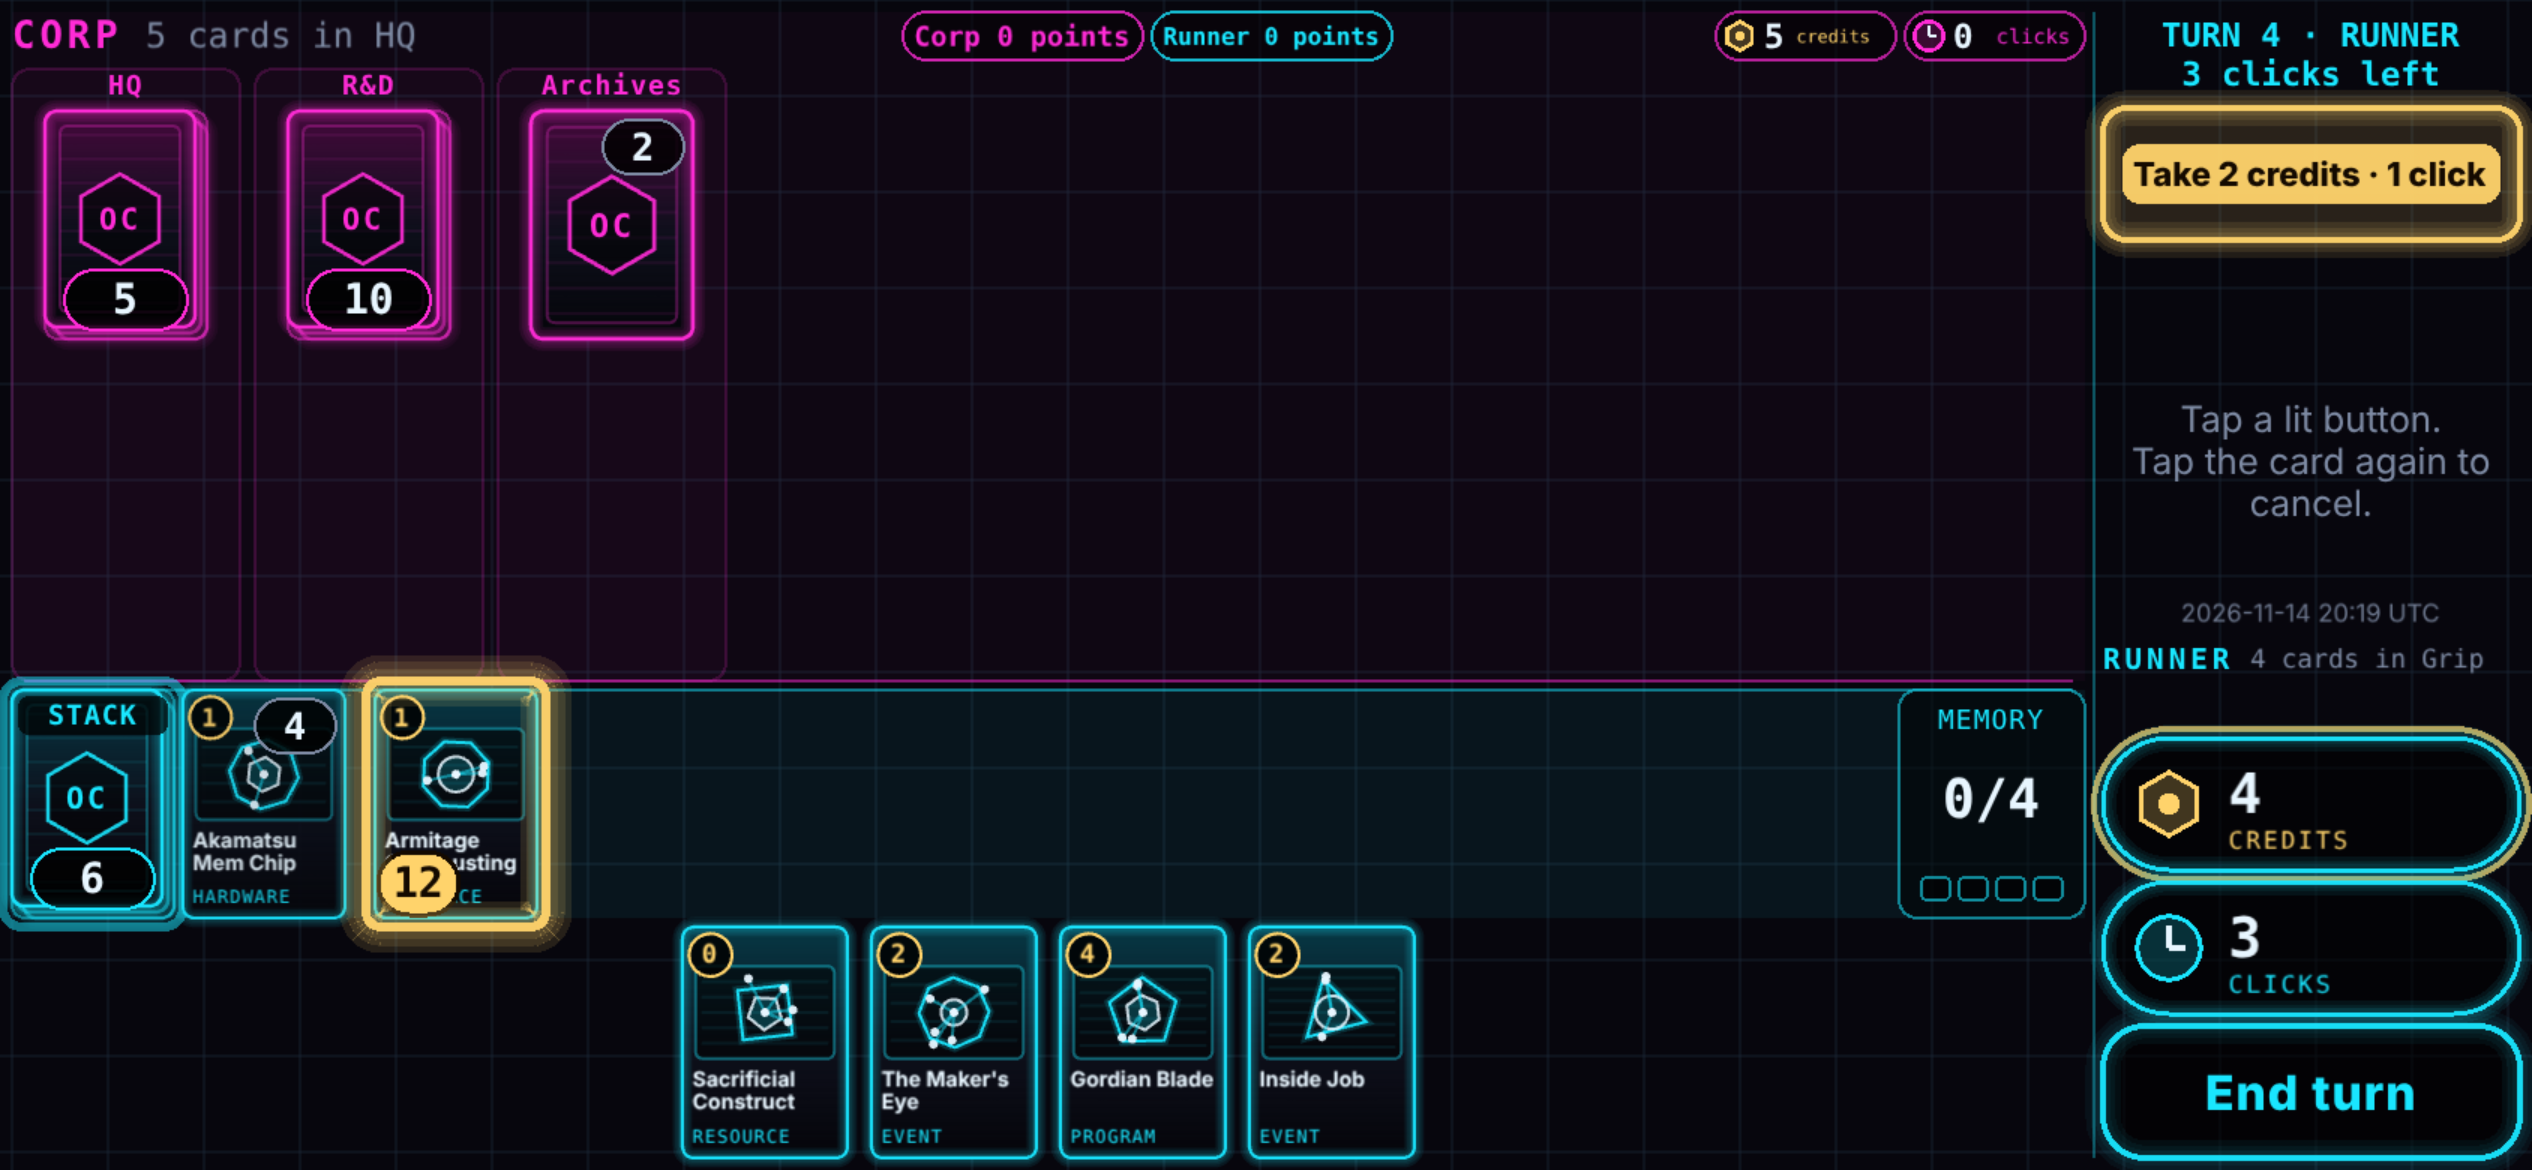 CORP 5 cards in HQ
Corp 0 points
Runner 0 points
5 credits
0 clicks
TURN 4 · RUNNER
3 clicks left
HQ
R&D
Archives
OC
5
OC
10
2
OC
Take 2 credits · 1 click
Tap a lit button.
Tap the card again to
cancel.
2026-11-14 20:19 UTC
RUNNER 4 cards in Grip
STACK
OC
6
1
4
Akamatsu
Mem Chip
HARDWARE
1
Armitage
12
MEMORY
0/4
4
CREDITS
3
CLICKS
End turn
0
Sacrificial
Construct
RESOURCE
2
The Maker's
Eye
EVENT
4
Gordian Blade
PROGRAM
2
Inside Job
EVENT